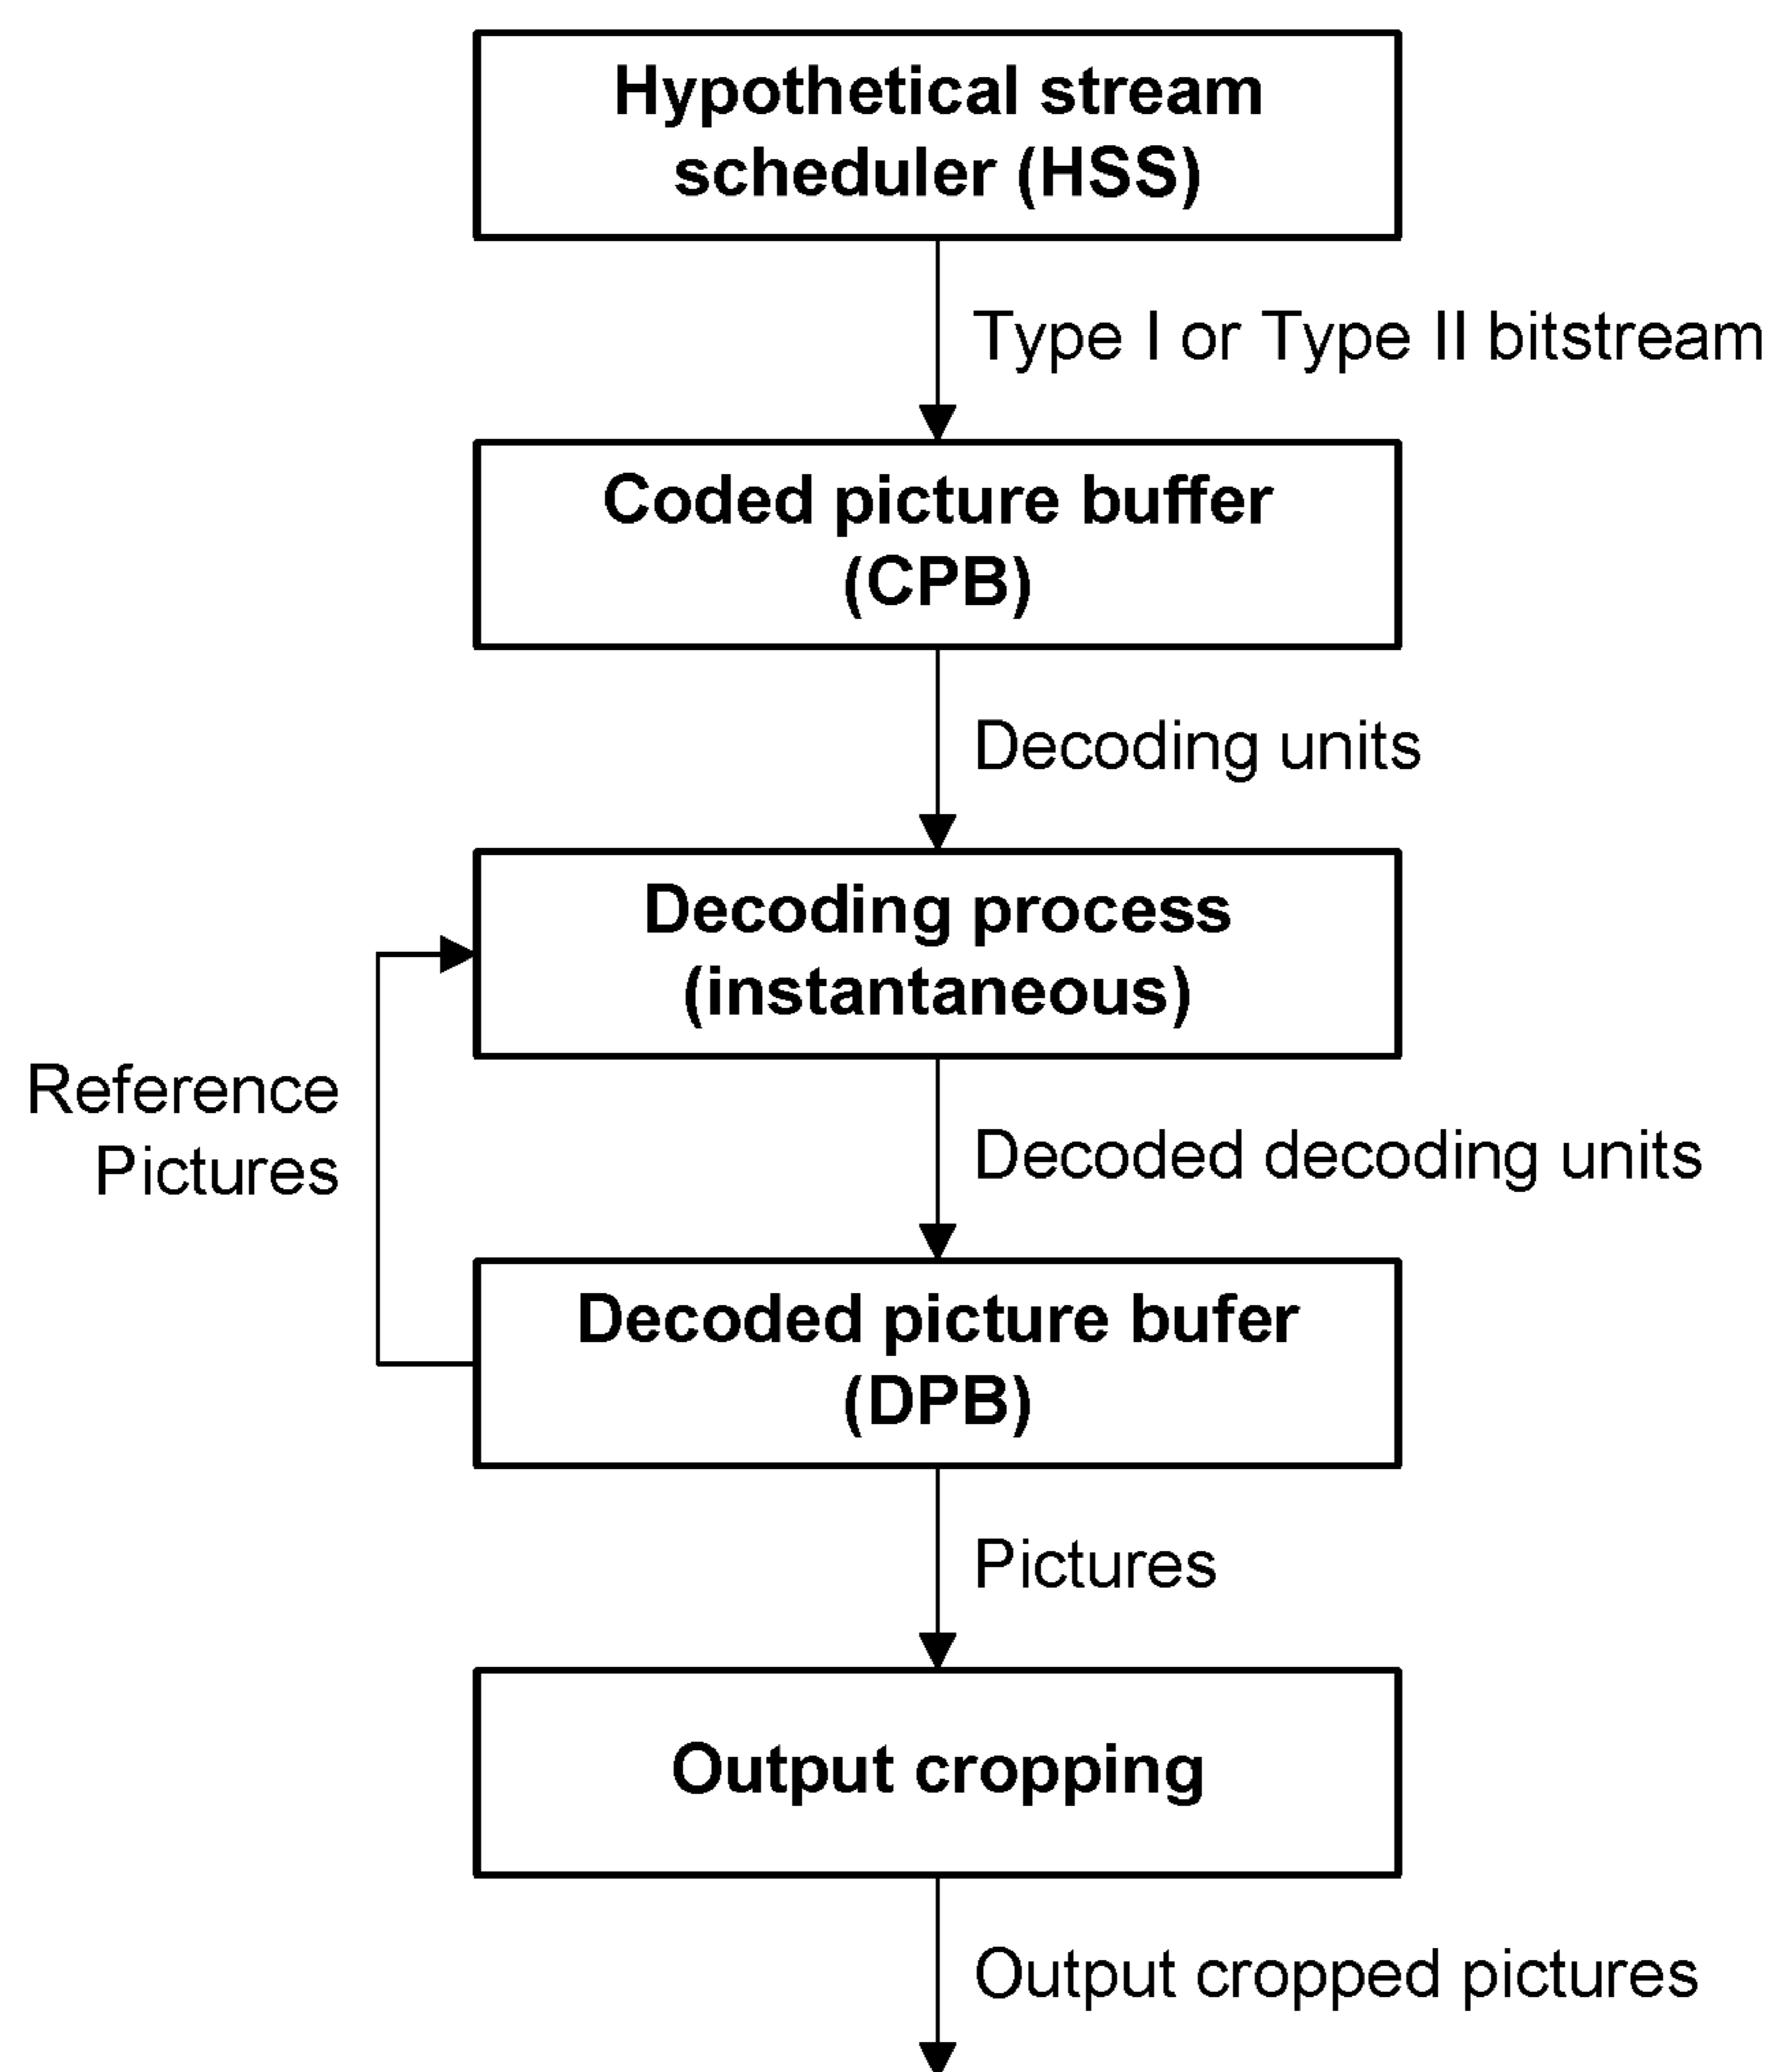 Hypothetical stream
scheduler (HSS)
Type I or Type II bitstream
Coded picture buffer
(CPB)
Decoding units
Decoding process
(instantaneous)
Reference
Pictures
Decoded decoding units
Decoded picture bufer
(DPB)
Pictures
Output cropping
Output cropped pictures